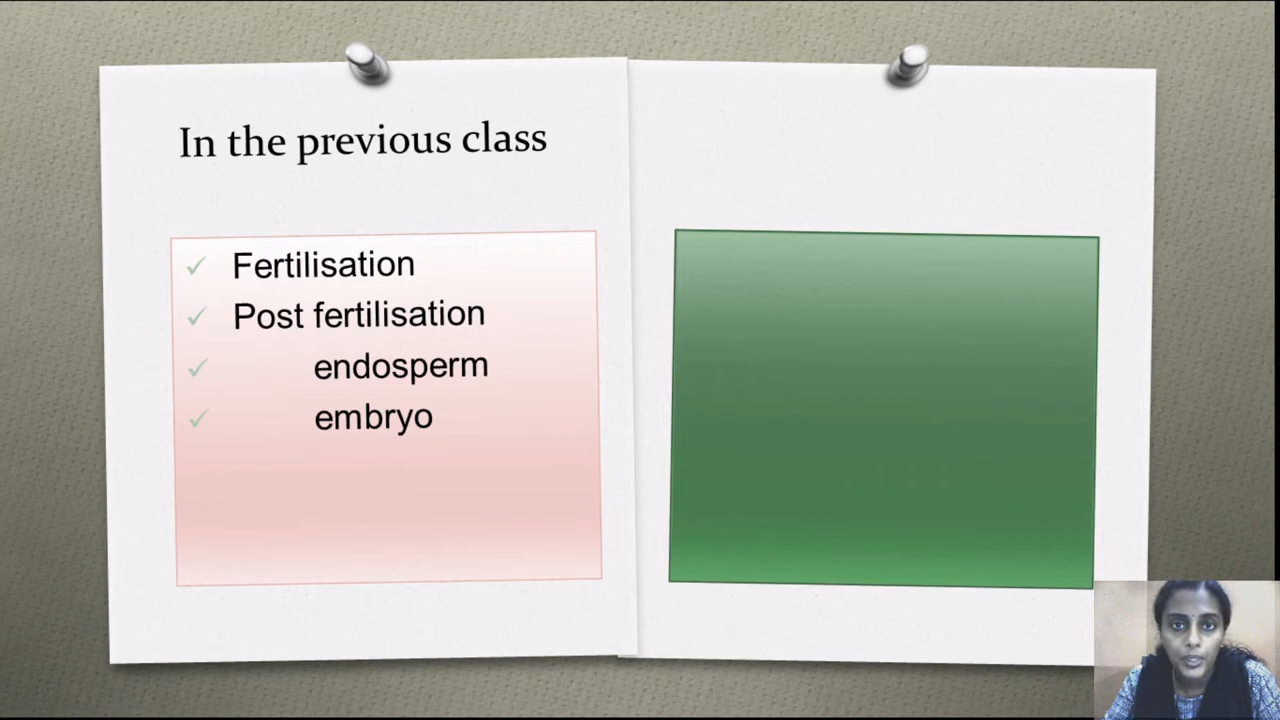 In the previous class
Fertilisation
Post fertilisation
endosperm
embryo